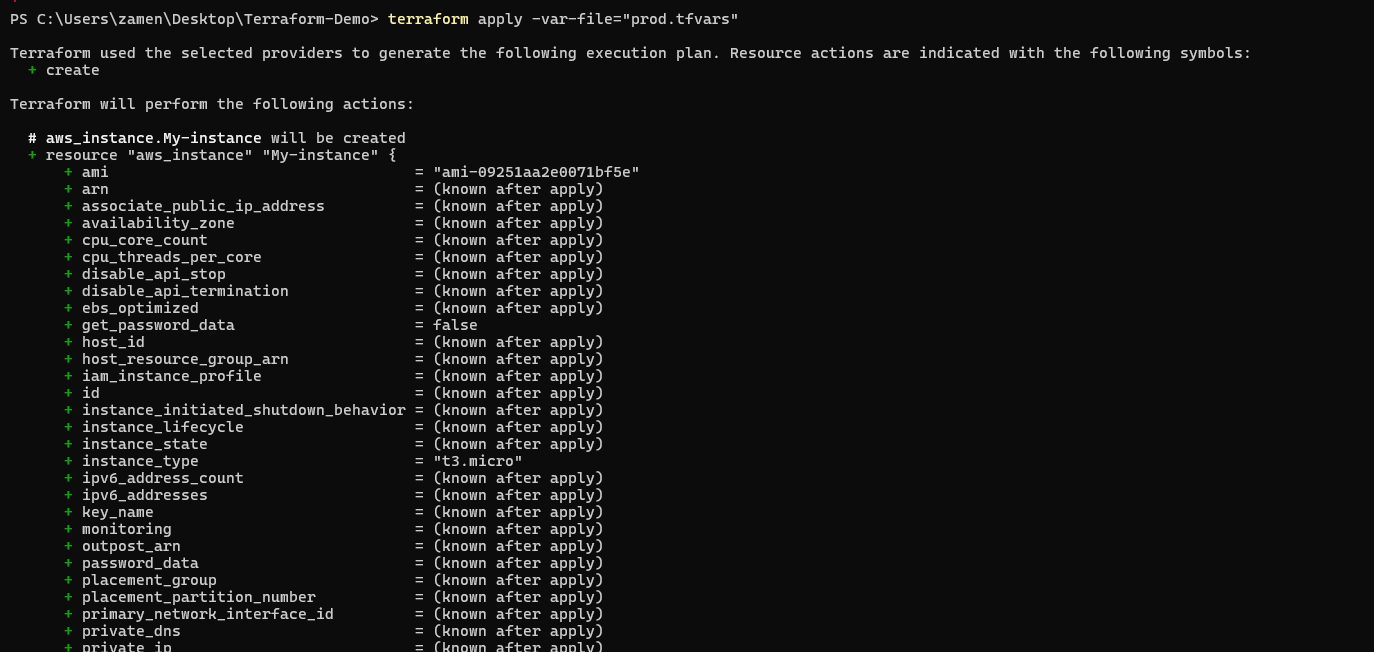 PS C:\Users\zamen\Desktop\Terraform-Demo> terraform apply -var-file="prod.tfvars"
Terraform used the selected providers to generate the following execution plan. Resource actions are indicated with the following symbols:
+ create
Terraform will perform the following actions:
# aws_instance.My-instance will be created
+ resource "aws_instance" "My-instance" {
+ ami = "ami-09251aa2e0071bf5e"
+ arn = (known after apply)
+ associate_public_ip_address = (known after apply)
+ availability_zone = (known after apply)
+ cpu_core_count = (known after apply)
+ cpu_threads_per_core = (known after apply)
+ disable_api_stop = (known after apply)
+ disable_api_termination = (known after apply)
+ ebs_optimized = (known after apply)
+ get_password_data = false
+ host_id = (known after apply)
+ host_resource_group_arn = (known after apply)
+ iam_instance_profile = (known after apply)
+ id = (known after apply)
+ instance_initiated_shutdown_behavior = (known after apply)
+ instance_lifecycle = (known after apply)
+ instance_state = (known after apply)
+ instance_type = "t3.micro"
+ ipv6_address_count = (known after apply)
+ ipv6_addresses = (known after apply)
+ key_name = (known after apply)
+ monitoring = (known after apply)
+ outpost_arn = (known after apply)
+ password_data = (known after apply)
+ placement_group = (known after apply)
+ placement_partition_number = (known after apply)
+ primary_network_interface_id = (known after apply)
+ private_dns = (known after apply)
+ private_ip = (known after apply)